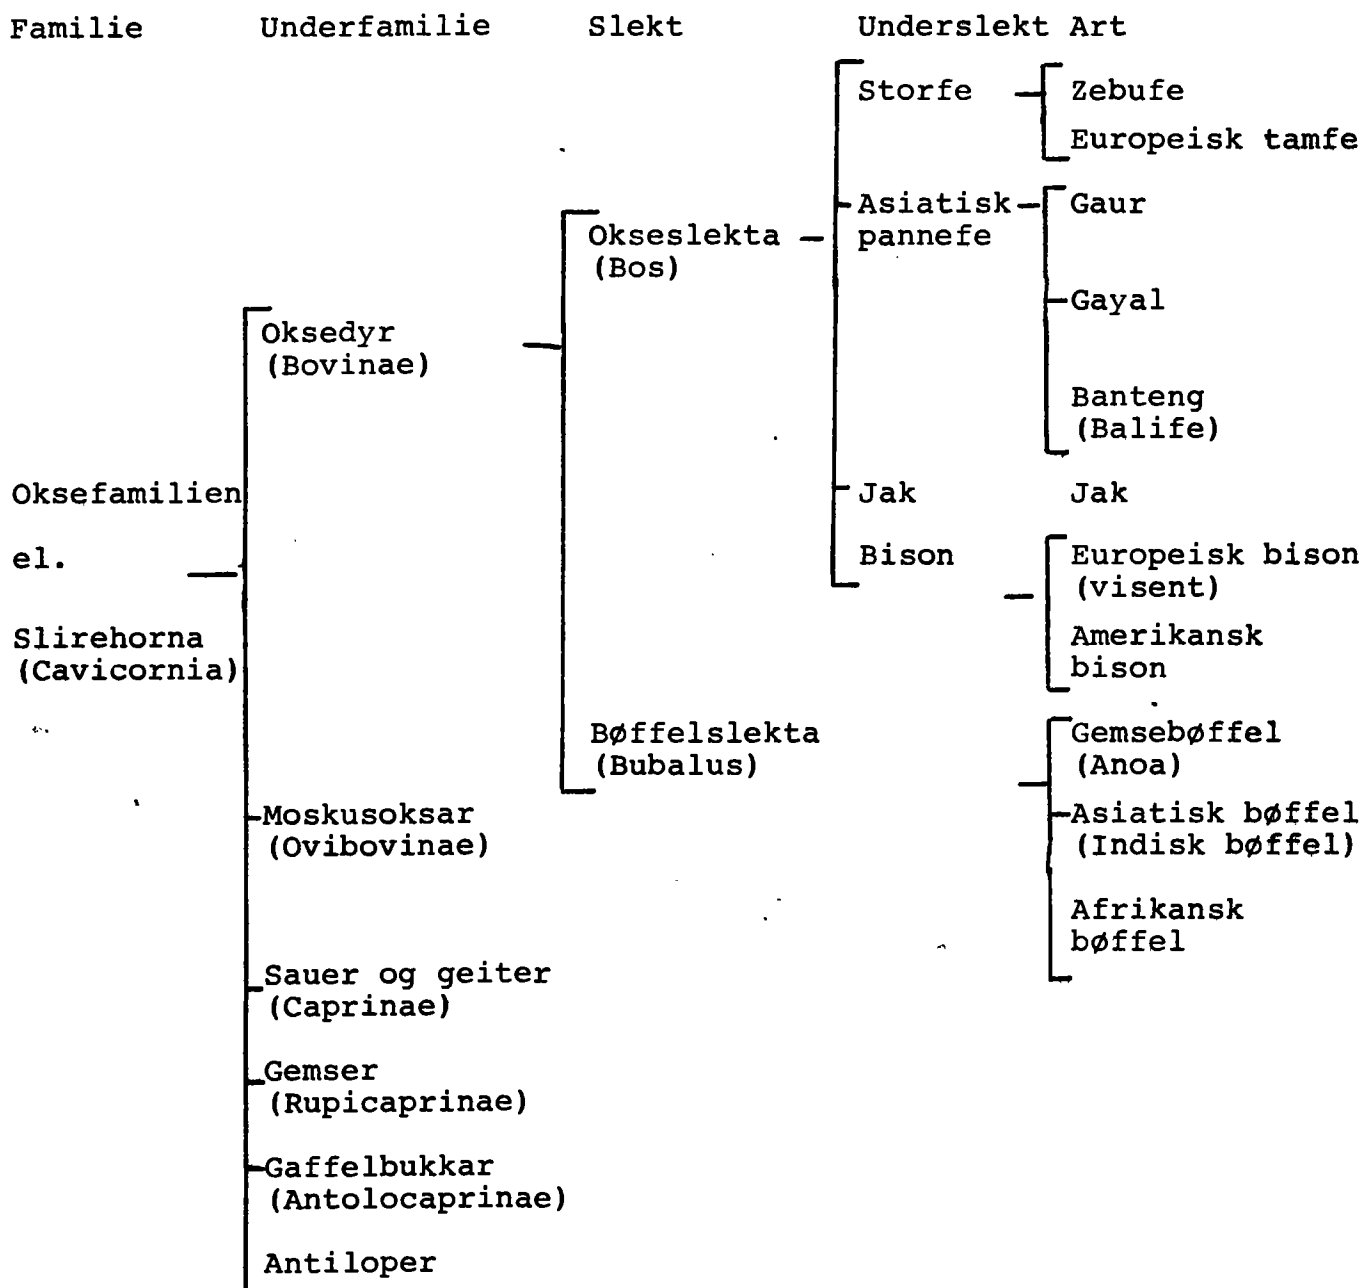 Familie Underfamilie Slekt Underslekt Art
Storfe Zebufe
Europeisk tamfe
Asiatisk Gaur
pannefe
Okseslekta
(Bos)
Gayal
Oksedyr
(Bovinae)
Banteng
(Balife)
Oksefamilien Jak Jak
el. Bison Europeisk bison
(visent)
Slirehorna Amerikansk
(Cavicornia) bison
Bøffelslekta Gemsebøffel
(Bubalus) (Anoa)
Moskusoksar Asiatisk bøffel
(Ovibovinae) (Indisk bøffel)
Afrikansk
bøffel
Sauer og geiter
(Caprinae)
Gemser
(Rupicaprinae)
Gaffelbukkar
(Antolocaprinae)
Antiloper